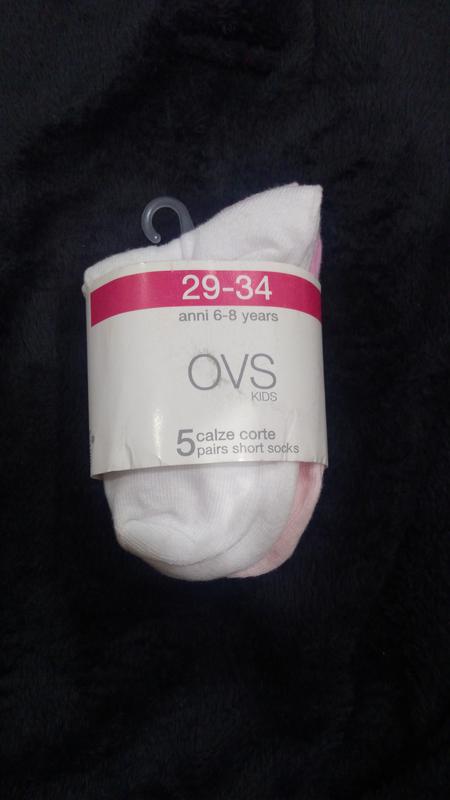 29-34
anni 6-8 years
OVS
KIDS
5 calze corte
pairs short socks